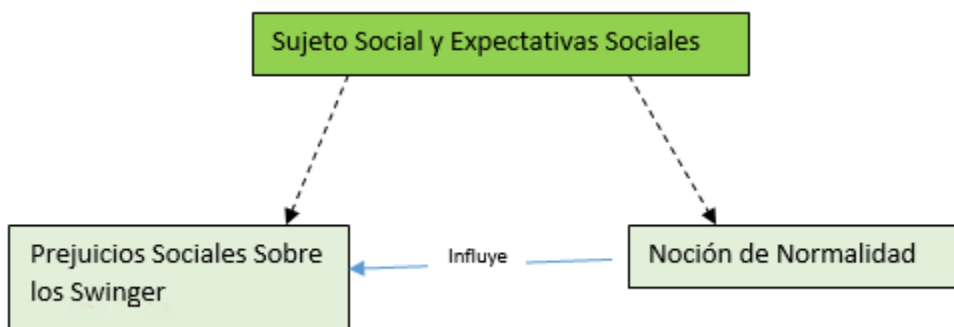 Sujeto Social y Expectativas Sociales
Prejuicios Sociales Sobre
los Swinger
Influye
Noción de Normalidad